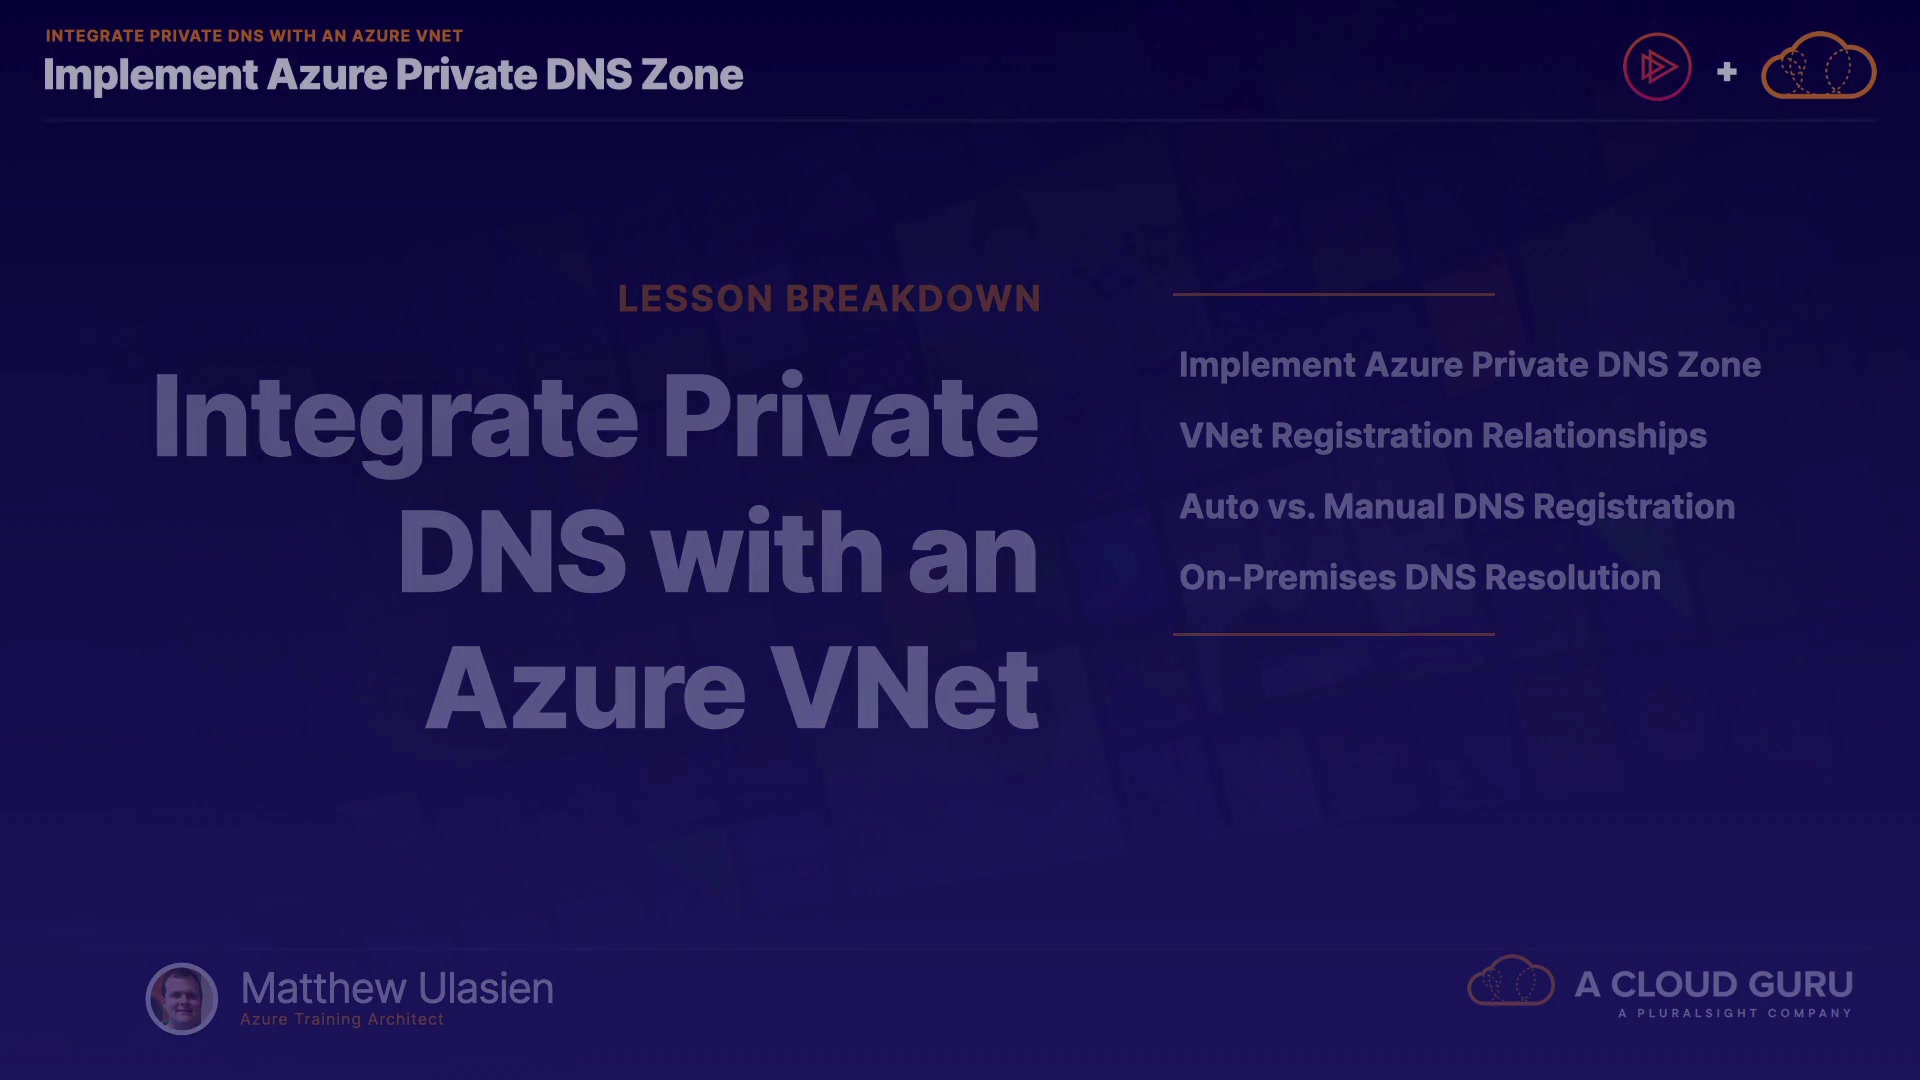 INTEGRATE PRIVATE DNS WITH AN AZURE VNET
Implement Azure Private DNS Zone
+
LESSON BREAKDOWN
Integrate Private
DNS with an
Azure VNet
Implement Azure Private DNS Zone
VNet Registration Relationships
Auto vs. Manual DNS Registration
On-Premises DNS Resolution
Matthew Ulasien
Azure Training Architect
A CLOUD GURU
A PLURALSIGHT COMPANY